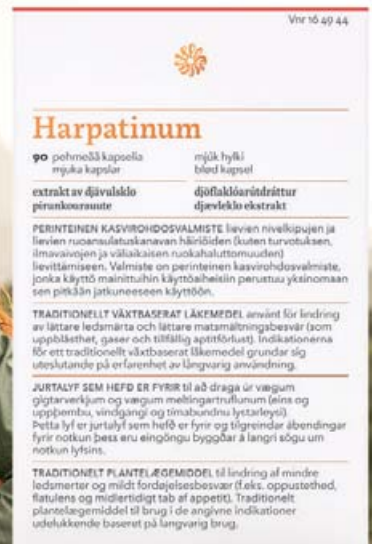 Vnr 16 49 44
Harpatinum
90 pehmeää kapselia
mjuka kapslar
mjúk hylki
blød kapsel
extrakt av djävulsklo
pirunkourauute
djöflaklóarútdráttur
djævleklo ekstrakt
PERINTEINEN KASVIROHDOSVALMISTE lievien nivelkipujen ja
lievien ruoansulatuskanavan häiriöiden (kuten turvotuksen,
ilmavaivojen ja väliaikaisen ruokahaluttomuuden)
lievittämiseen. Valmiste on perinteinen kasvirohdosvalmiste,
jonka käyttö mainittuihin käyttöaiheisiin perustuu yksinomaan
sen pitkään jatkuneeseen käyttöön.
TRADITIONELLT VÄXTBASERAT LÄKEMEDEL använt för lindring
av lättare ledsmärta och lättare matsmältningsbesvär (som
uppblåsthet, gaser och tillfällig aptitförlust). Indikationerna
för ett traditionellt växtbaserat läkemedel grundar sig
uteslutande på erfarenhet av långvarig användning.
JURTALYF SEM HEFÐ ER FYRIR til að draga úr vægum
gigtarverkjum og vægum meltingartruflunum (eins og
uppþembu, vindgangi og tímabundnu lystarleysi).
Þetta lyf er jurtalyf sem hefð er fyrir og tilgreindar ábendingar
fyrir notkun þess eru eingöngu byggðar á langri sögu um
notkun lyfsins.
TRADITIONELT PLANTELÆGEMIDDEL til lindring af mindre
ledsmerter og mildt fordøjelsesbesvær (f.eks. oppustethed,
flatulens og midlertidigt tab af appetit). Traditionelt
plantelægemiddel til brug i de angivne indikationer
udelukkende baseret på langvarig brug.